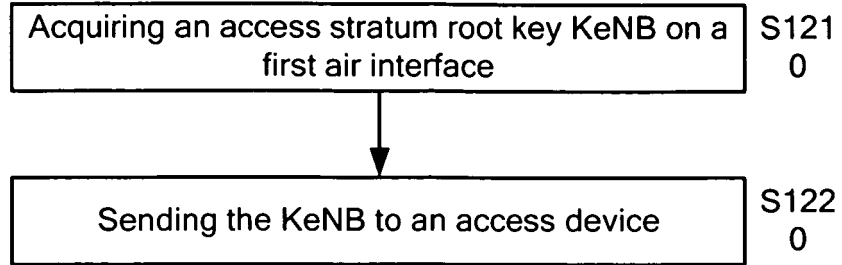 Acquiring an access stratum root key KeNB on a
first air interface
S121
0
Sending the KeNB to an access device
S122
0